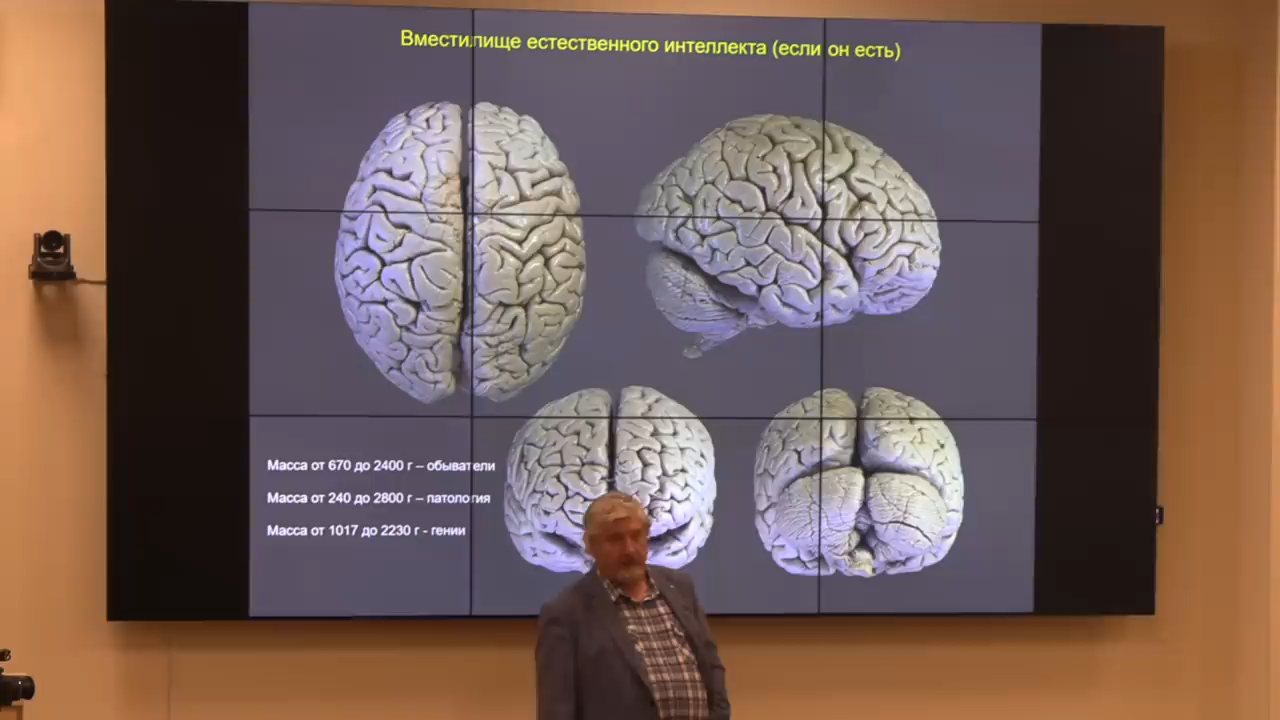 Вместилище естественного интеллекта (если он есть)
Масса от 670 до 2400 г – обыватели
Масса от 240 до 2800 г – патология
Масса от 1017 до 2230 г - гении